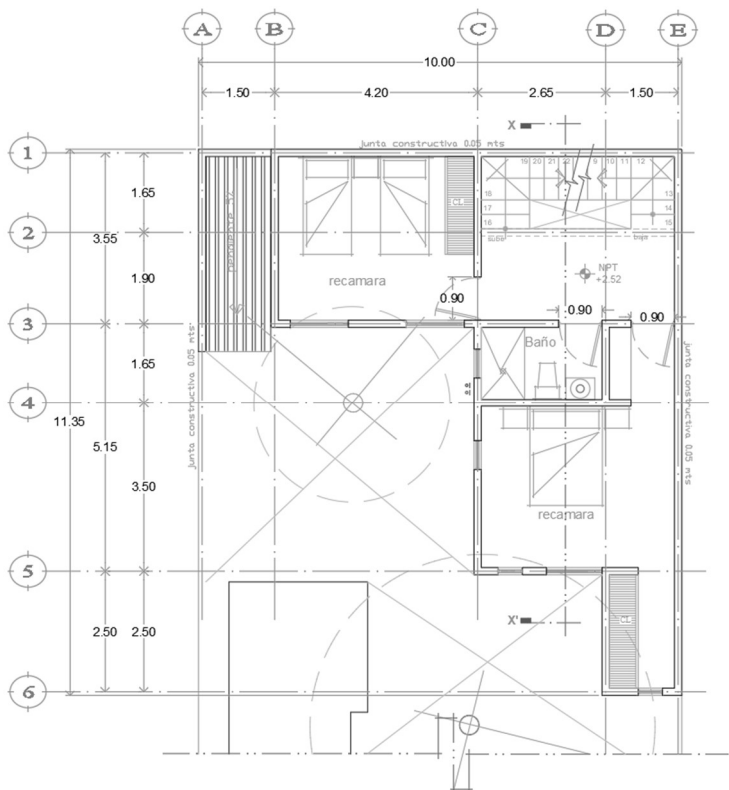 A B C D E
10.00
1.50 4.20 2.65 1.50
X
junta constructiva 0.05 mts
1
19 20 21 22 9 10 11 12
1.65
18 13
17 14
16 15
CL
2
sube baja
3.55
pendiente 2%
NPT
+2.52
1.90
recamara
0.90
0.90 0.90
3
Baño
1.65
junta constructiva 0.05 mts
junta constructiva 0.05 mts
4
11.35
5.15
3.50
recamara
5
X'
CL
2.50 2.50
6